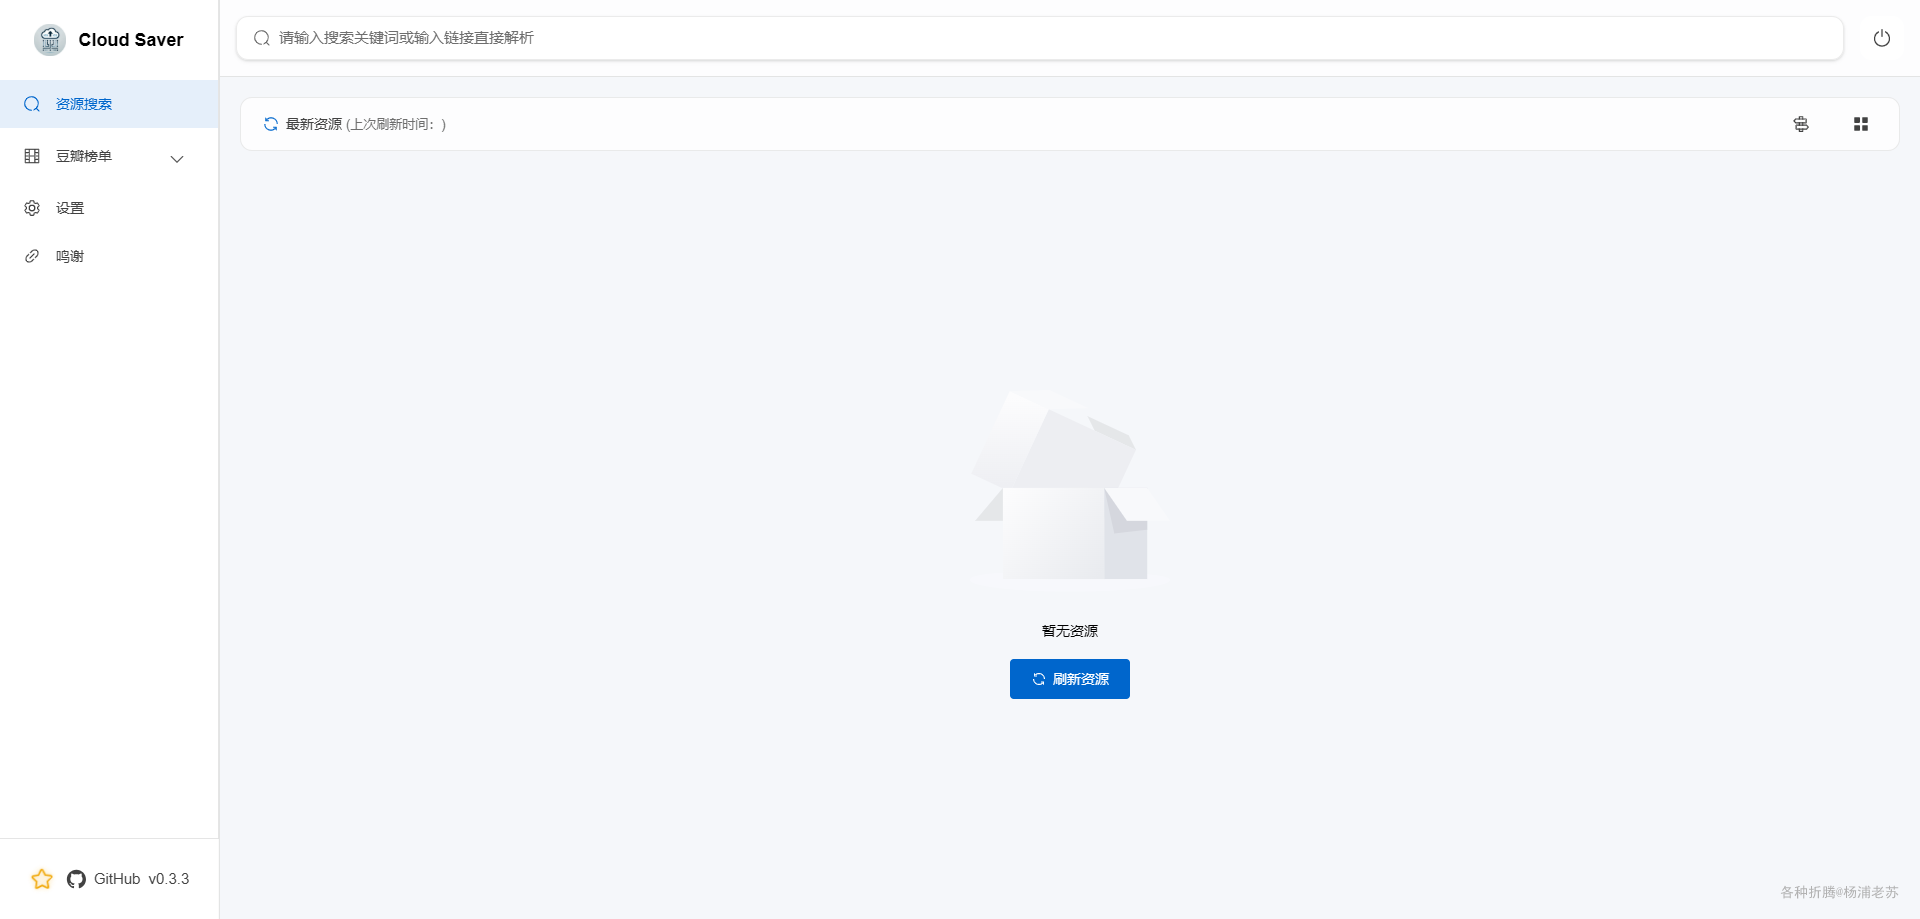 Cloud Saver
请输入搜索关键词或输入链接直接解析
资源搜索
豆瓣榜单
设置
鸣谢
最新资源 (上次刷新时间：)
暂无资源
刷新资源
GitHub v0.3.3
各种折腾@杨浦老苏